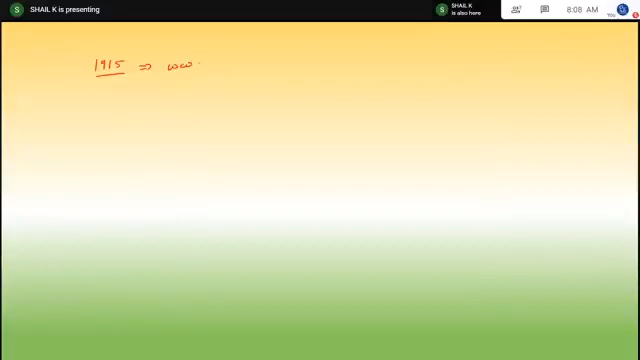 SHAIL K is presenting
SHAIL K
is also here
8:08 AM
You
1915 ⇒ ww